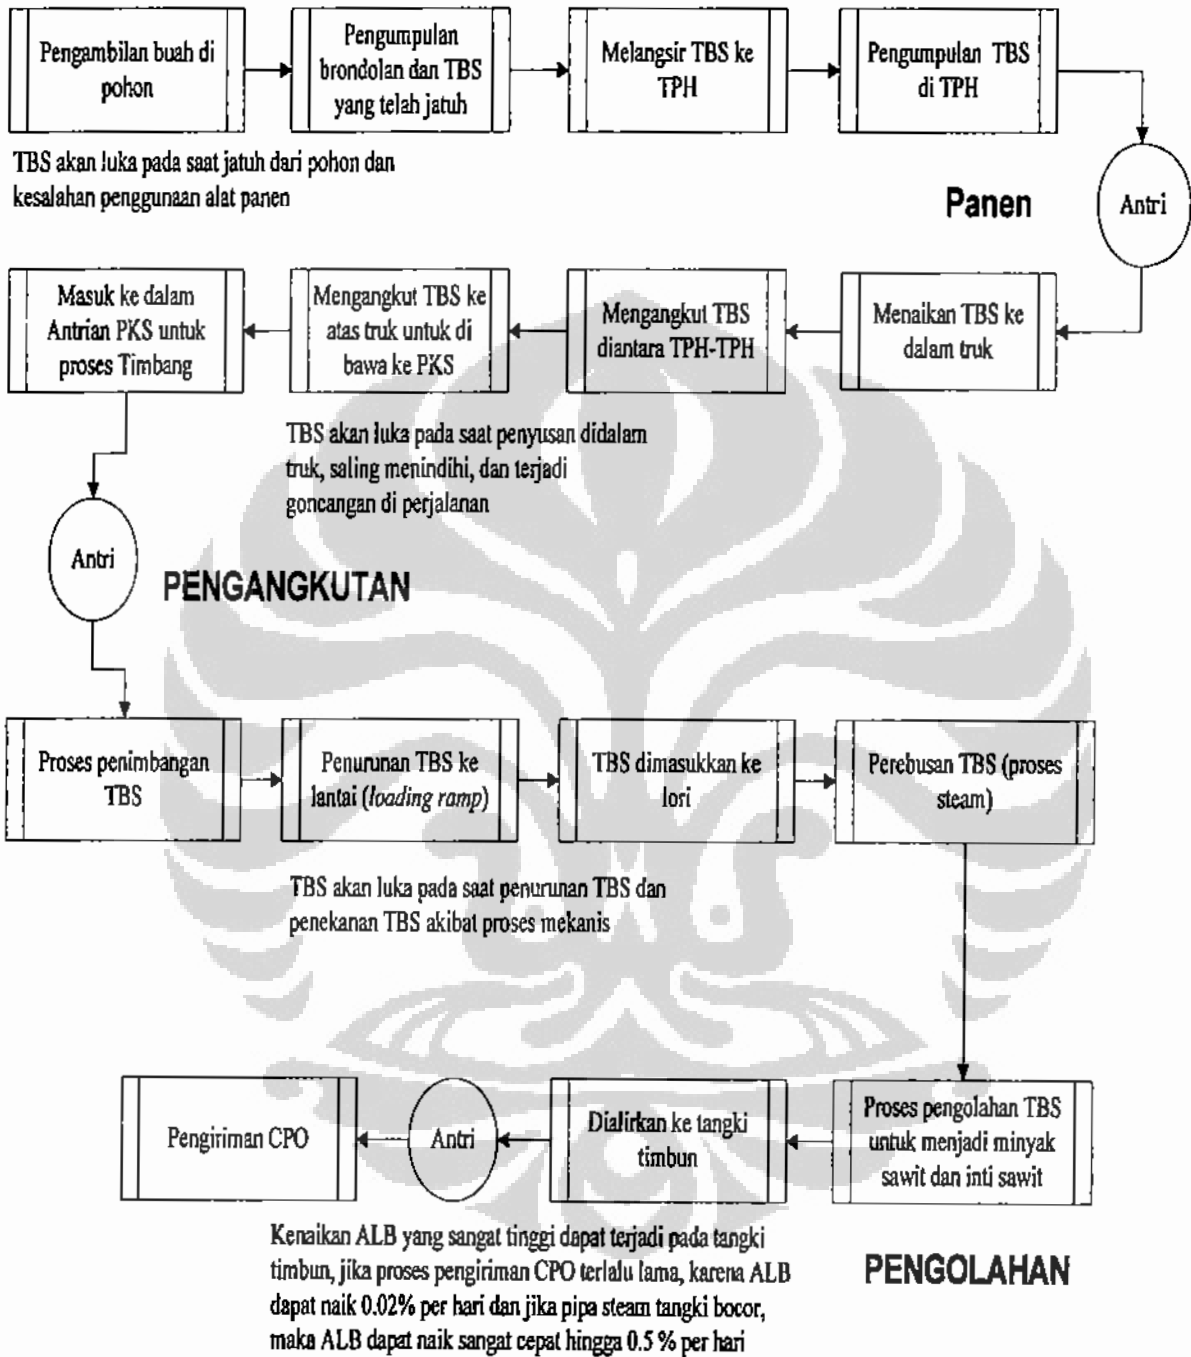 Pengambilan buah di
pohon
Pengumpulan
brondolan dan TBS
yang telah jatuh
Melangsir TBS ke
TPH
Pengumpulan TBS
di TPH
TBS akan luka pada saat jatuh dari pohon dan
kesalahan penggunaan alat panen
Panen
Antri
Menaikan TBS ke
dalam truk
Mengangkut TBS
diantara TPH-TPH
Mengangkut TBS ke
atas truk untuk di
bawa ke PKS
Masuk ke dalam
Antrian PKS untuk
proses Timbang
TBS akan luka pada saat penyusan didalam
truk, saling menindihi, dan terjadi
goncangan di perjalanan
Antri
PENGANGKUTAN
Proses penimbangan
TBS
Penurunan TBS ke
lantai (loading ramp)
TBS dimasukkan ke
lori
Perebusan TBS (proses
steam)
TBS akan luka pada saat penurunan TBS dan
penekanan TBS akibat proses mekanis
Proses pengolahan TBS
untuk menjadi minyak
sawit dan inti sawit
Dialirkan ke tangki
timbun
Antri
Pengiriman CPO
Kenaikan ALB yang sangat tinggi dapat terjadi pada tangki
timbun, jika proses pengiriman CPO terlalu lama, karena ALB
dapat naik 0.02% per hari dan jika pipa steam tangki bocor,
maka ALB dapat naik sangat cepat hingga 0.5 % per hari
PENGOLAHAN